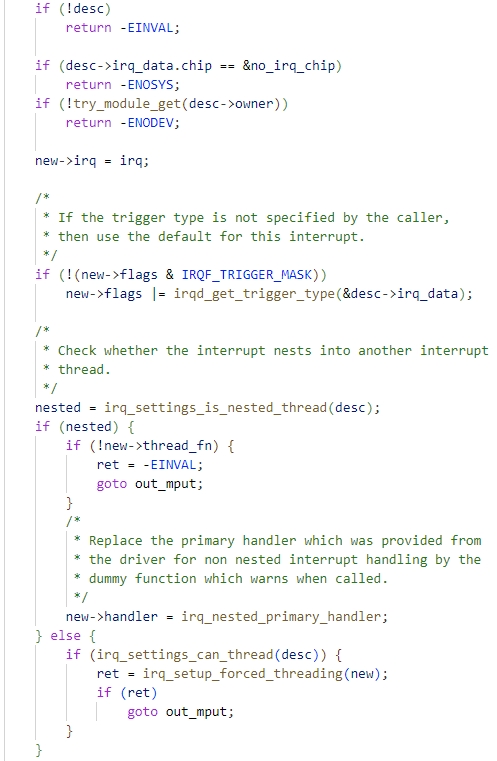 if (!desc)
return -EINVAL;
if (desc->irq_data.chip == &no_irq_chip)
return -ENOSYS;
if (!try_module_get(desc->owner))
return -ENODEV;
new->irq = irq;
/*
* If the trigger type is not specified by the caller,
* then use the default for this interrupt.
*/
if (!(new->flags & IRQF_TRIGGER_MASK))
new->flags |= irqd_get_trigger_type(&desc->irq_data);
/*
* Check whether the interrupt nests into another interrupt
* thread.
*/
nested = irq_settings_is_nested_thread(desc);
if (nested) {
if (!new->thread_fn) {
ret = -EINVAL;
goto out_mput;
}
/*
* Replace the primary handler which was provided from
* the driver for non nested interrupt handling by the
* dummy function which warns when called.
*/
new->handler = irq_nested_primary_handler;
} else {
if (irq_settings_can_thread(desc)) {
ret = irq_setup_forced_threading(new);
if (ret)
goto out_mput;
}
}